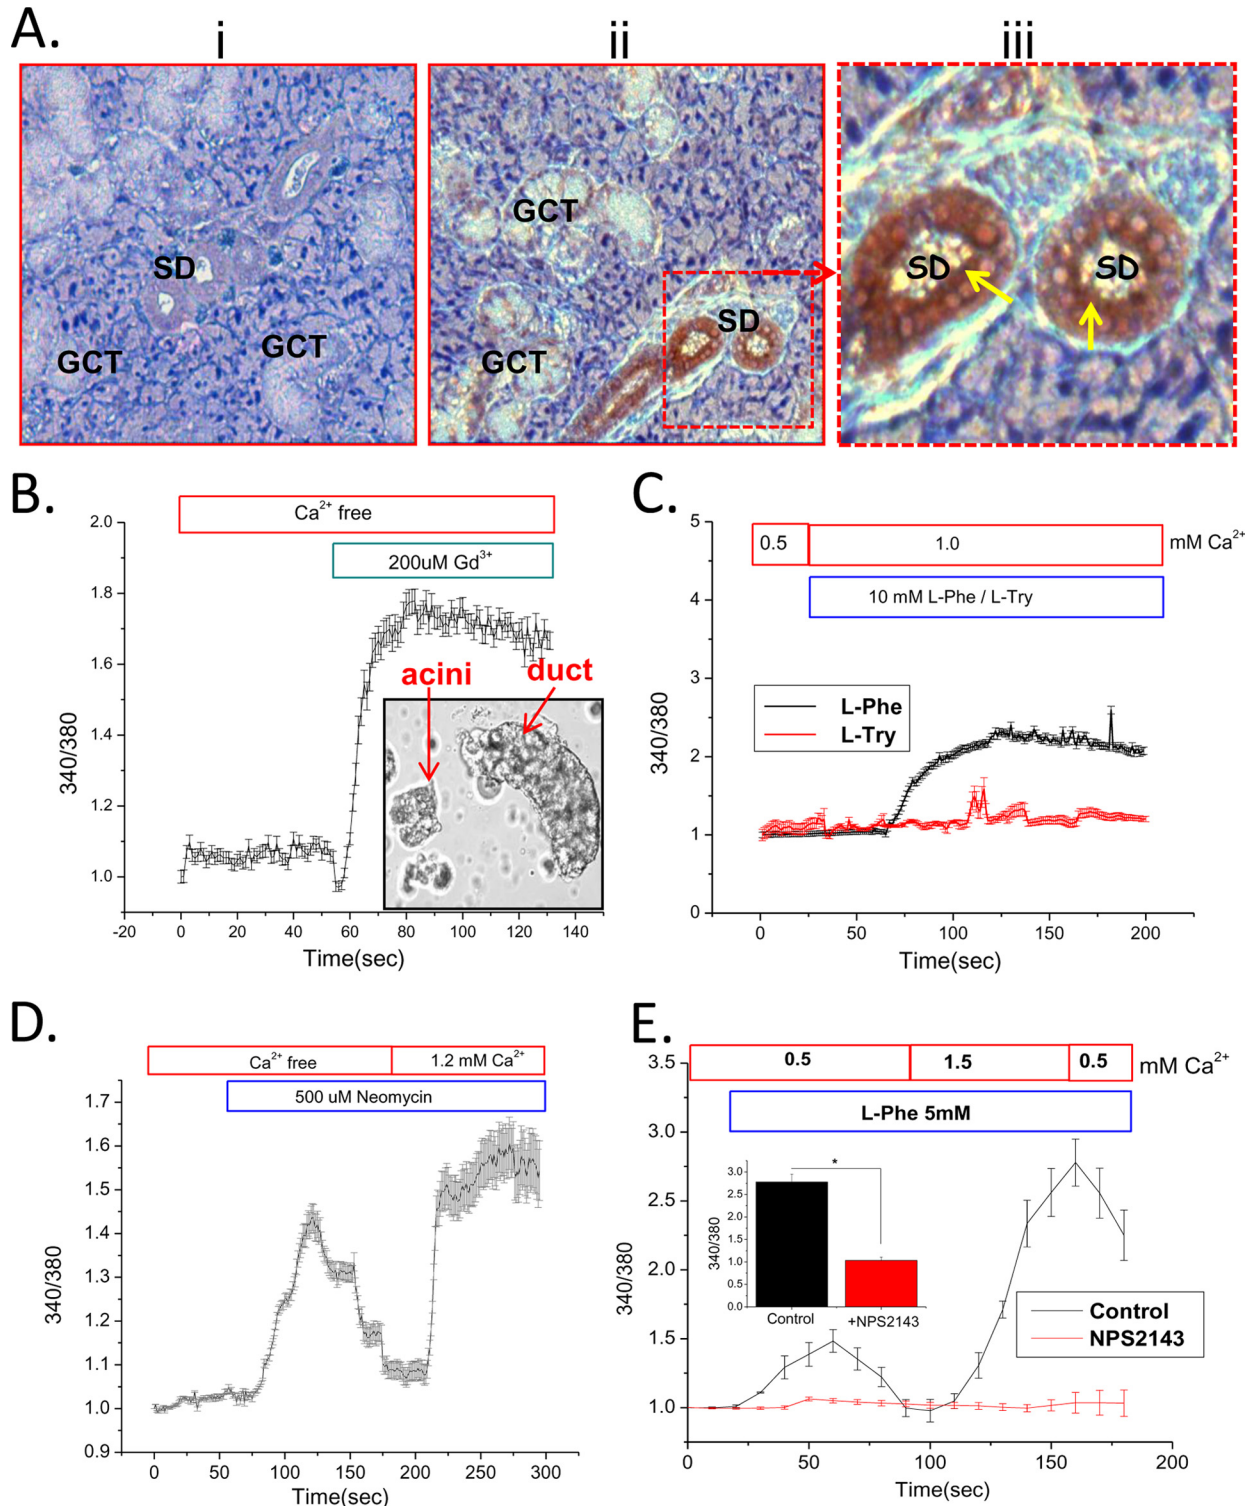 A.
i ii iii
SD
GCT GCT
GCT
GCT
SD
SD SD
B.
Ca²⁺ free
200uM Gd³⁺
acini duct
340/380
2.0
1.8
1.6
1.4
1.2
1.0
-20 0 20 40 60 80 100 120 140
Time(sec)
C.
0.5 1.0 mM Ca²⁺
10 mM L-Phe / L-Try
L-Phe
L-Try
340/380
5
4
3
2
1
0
0 50 100 150 200
Time(sec)
D.
Ca²⁺ free 1.2 mM Ca²⁺
500 uM Neomycin
340/380
1.7
1.6
1.5
1.4
1.3
1.2
1.1
1.0
0.9
0 50 100 150 200 250 300
Time(sec)
E.
0.5 1.5 0.5 mM Ca²⁺
L-Phe 5mM
340/380
3.5
3.0
2.5
2.0
1.5
1.0
*
340/380
3.0
2.5
2.0
1.5
1.0
0.5
0.0
Control +NPS2143
Control
NPS2143
0 50 100 150 200
Time(sec)